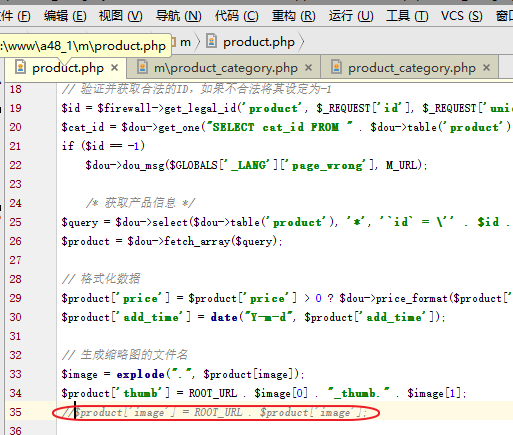 文件(F) 编辑(E) 视图(V) 导航(N) 代码(C) 重构(R) 运行(U) 工具(T) VCS (S) 窗
:\www\a48_1\m\product.php
m product.php
product.php m\product_category.php product_category.php
18 // 验证并获取合法的ID，如果不合法将其设定为-1
19 $id = $firewall->get_legal_id('product', $_REQUEST['id'], $_REQUEST['uni
20 $cat_id = $dou->get_one("SELECT cat_id FROM " . $dou->table('product')
21 if ($id == -1)
22 $dou->dou_msg($GLOBALS['_LANG']['page_wrong'], M_URL);
23
24 /* 获取产品信息 */
25 $query = $dou->select($dou->table('product'), '*', '`id` = \'' . $id .
26 $product = $dou->fetch_array($query);
27
28 // 格式化数据
29 $product['price'] = $product['price'] > 0 ? $dou->price_format($product['
30 $product['add_time'] = date("Y-m-d", $product['add_time']);
31
32 // 生成缩略图的文件名
33 $image = explode(".", $product[image]);
34 $product['thumb'] = ROOT_URL . $image[0] . "_thumb." . $image[1];
35 //$product['image'] = ROOT_URL . $product['image'];
36